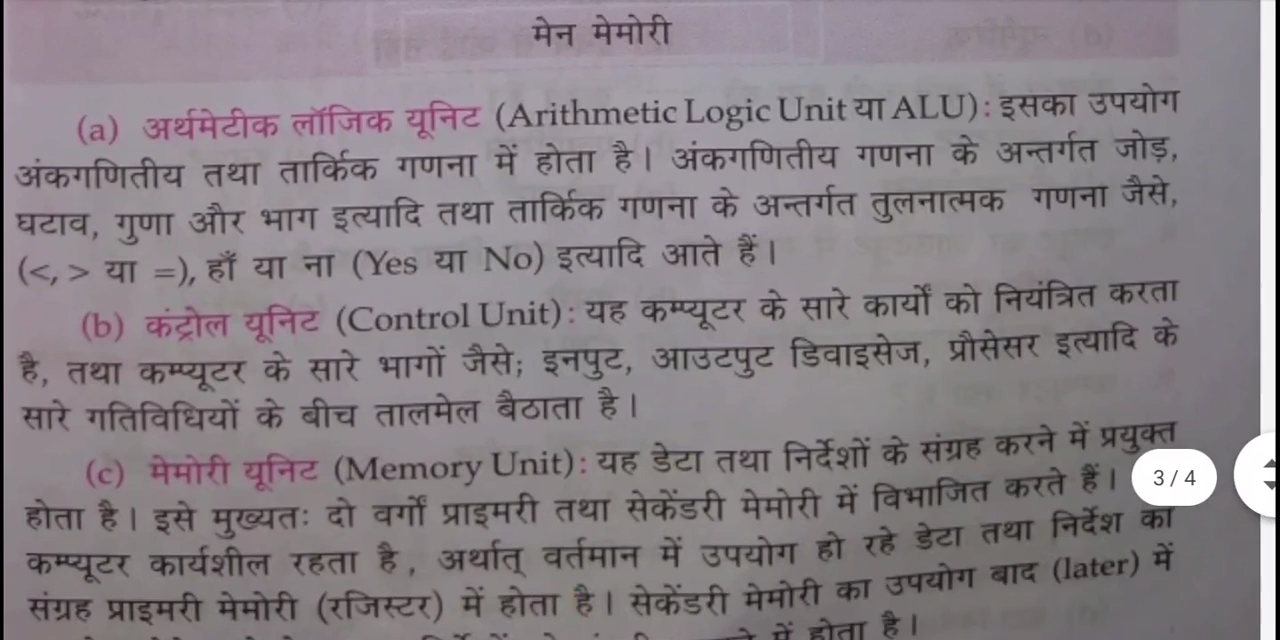 मेन मेमोरी
(a) अर्थमेटीक लॉजिक यूनिट (Arithmetic Logic Unit या ALU): इसका उपयोग
अंकगणितीय तथा तार्किक गणना में होता है। अंकगणितीय गणना के अन्तर्गत जोड़,
घटाव, गुणा और भाग इत्यादि तथा तार्किक गणना के अन्तर्गत तुलनात्मक गणना जैसे,
(<, > या =), हाँ या ना (Yes या No) इत्यादि आते हैं।
(b) कंट्रोल यूनिट (Control Unit): यह कम्प्यूटर के सारे कार्यों को नियंत्रित करता
है, तथा कम्प्यूटर के सारे भागों जैसे; इनपुट, आउटपुट डिवाइसेज, प्रौसेसर इत्यादि के
सारे गतिविधियों के बीच तालमेल बैठाता है।
(c) मेमोरी यूनिट (Memory Unit): यह डेटा तथा निर्देशों के संग्रह करने में प्रयुक्त
होता है। इसे मुख्यतः दो वर्गों प्राइमरी तथा सेकेंडरी मेमोरी में विभाजित करते हैं।
3/4
कम्प्यूटर कार्यशील रहता है, अर्थात् वर्तमान में उपयोग हो रहे डेटा तथा निर्देश का
संग्रह प्राइमरी मेमोरी (रजिस्टर) में होता है। सेकेंडरी मेमोरी का उपयोग बाद (later) में
में होता है।